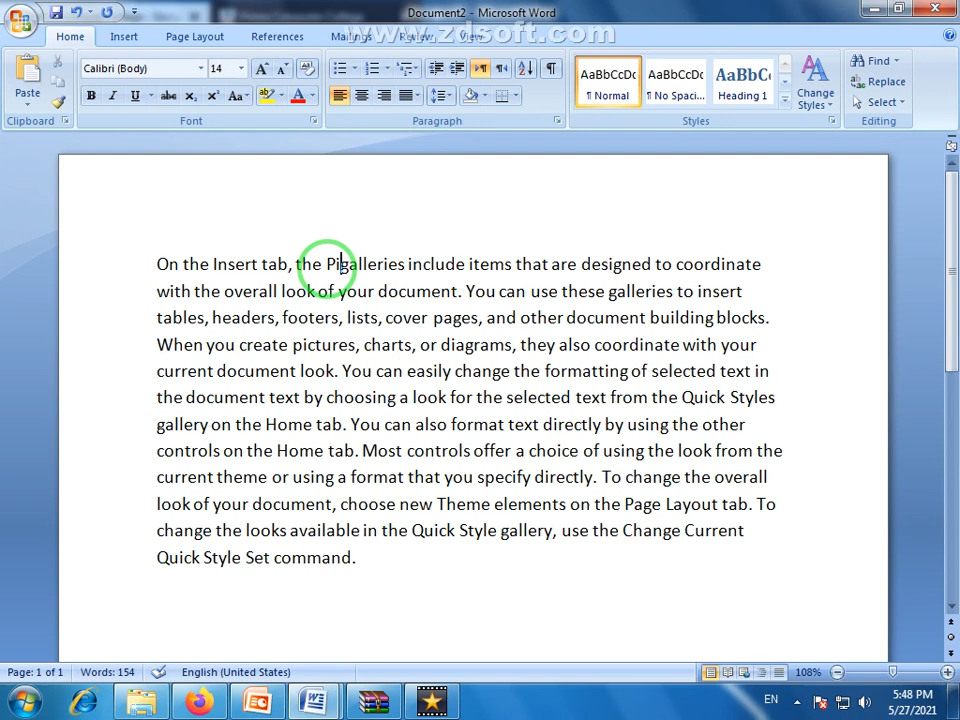 Document2 - Microsoft Word
Home Insert Page Layout References Mailings Review View
www.zdsoft.com
Paste
Calibri (Body) 14
B I U abc X₂ X² Aa
AaBbCcDc AaBbCcDc AaBbC
¶ Normal ¶ No Spaci... Heading 1
Change
Styles
Find
Replace
Select
Clipboard Font Paragraph Styles Editing
On the Insert tab, the Pigalleries include items that are designed to coordinate
with the overall look of your document. You can use these galleries to insert
tables, headers, footers, lists, cover pages, and other document building blocks.
When you create pictures, charts, or diagrams, they also coordinate with your
current document look. You can easily change the formatting of selected text in
the document text by choosing a look for the selected text from the Quick Styles
gallery on the Home tab. You can also format text directly by using the other
controls on the Home tab. Most controls offer a choice of using the look from the
current theme or using a format that you specify directly. To change the overall
look of your document, choose new Theme elements on the Page Layout tab. To
change the looks available in the Quick Style gallery, use the Change Current
Quick Style Set command.
Page: 1 of 1 Words: 154 English (United States) 108%
EN 5:48 PM
5/27/2021